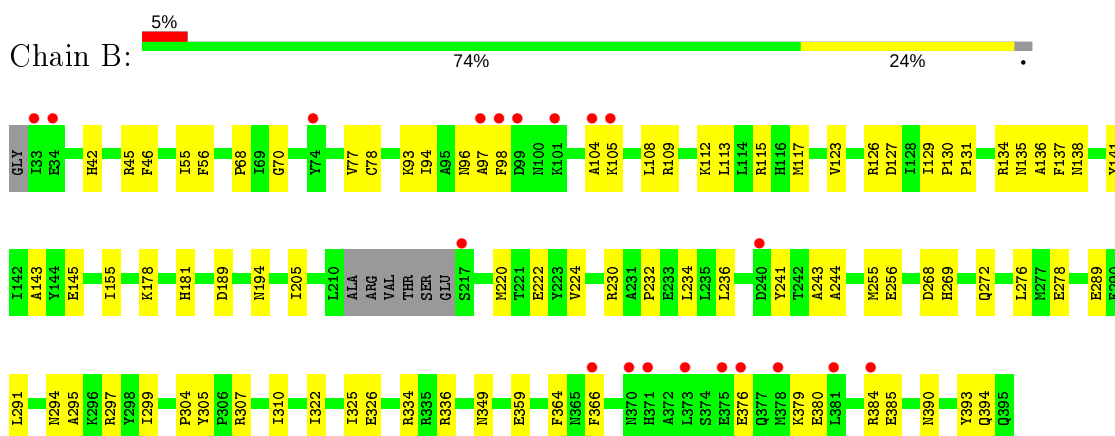 5%
Chain B:
74% 24% •
GLY I33 E34 H42 R45 F46 I55 F56 P68 I69 G70 Y74 V77 C78 K93 I94 A95 N96 A97 F98 D99 N100 K101 A104 K105 L108 R109 K112 L113 L114 R115 H116 M117 V123 R126 D127 I128 I129 P130 P131 R134 N135 A136 F137 N138 Y141
I142 A143 Y144 E145 I155 K178 H181 D189 N194 I205 L210 ALA ARG VAL THR SER GLU S217 M220 T221 E222 Y223 V224 R230 A231 P232 E233 L234 L235 L236 D240 Y241 T242 A243 A244 M255 E256 D268 H269 Q272 L276 M277 E278 E289 F290
L291 N294 A295 K296 R297 Y298 I299 P304 Y305 P306 R307 I310 I322 I325 E326 R334 R335 R336 N349 E359 F364 N365 F366 N370 H371 A372 L373 S374 E375 E376 Q377 M378 K379 E380 L381 R384 E385 N390 Y393 Q394 Q395